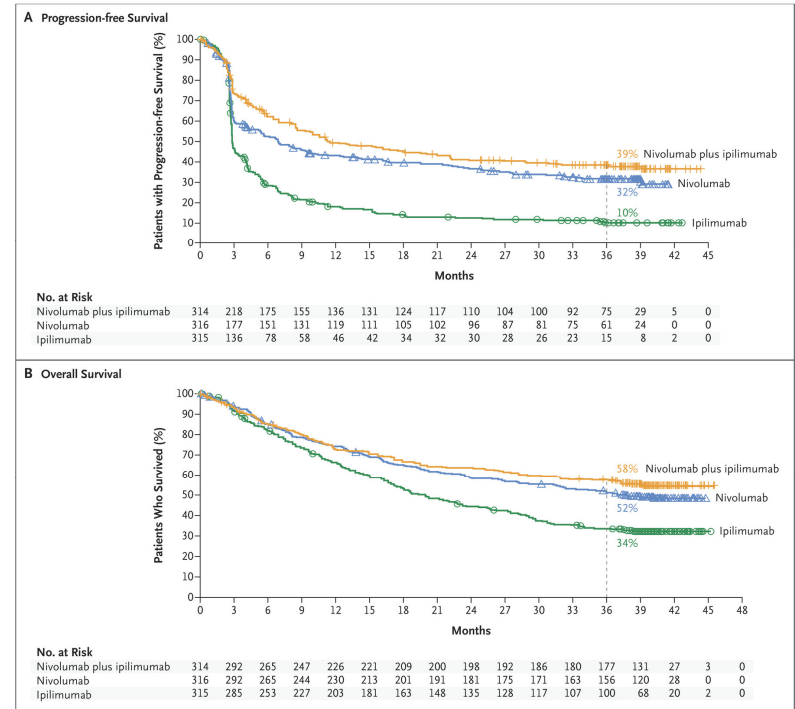 A Progression-free Survival
Patients with Progression-free Survival (%)
100
90
80
70
60
50
40
30
20
10
0
39% Nivolumab plus ipilimumab
Nivolumab
32%
10%
Ipilimumab
0 3 6 9 12 15 18 21 24 27 30 33 36 39 42 45
Months
No. at Risk
Nivolumab plus ipilimumab 314 218 175 155 136 131 124 117 110 104 100 92 75 29 5 0
Nivolumab 316 177 151 131 119 111 105 102 96 87 81 75 61 24 0 0
Ipilimumab 315 136 78 58 46 42 34 32 30 28 26 23 15 8 2 0
B Overall Survival
Patients Who Survived (%)
100
90
80
70
60
50
40
30
20
10
0
58% Nivolumab plus ipilimumab
Nivolumab
52%
Ipilimumab
34%
0 3 6 9 12 15 18 21 24 27 30 33 36 39 42 45 48
Months
No. at Risk
Nivolumab plus ipilimumab 314 292 265 247 226 221 209 200 198 192 186 180 177 131 27 3 0
Nivolumab 316 292 265 244 230 213 201 191 181 175 171 163 156 120 28 0 0
Ipilimumab 315 285 253 227 203 181 163 148 135 128 117 107 100 68 20 2 0